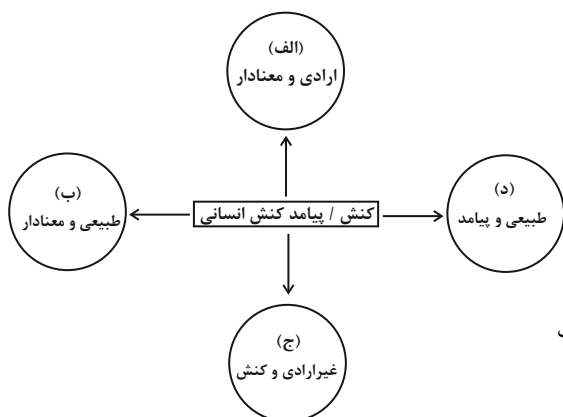 (الف)
ارادی و معنادار
(ب)
طبیعی و معنادار
کنش / پیامد کنش انسانی
(د)
طبیعی و پیامد
(ج)
غیرارادی و کنش